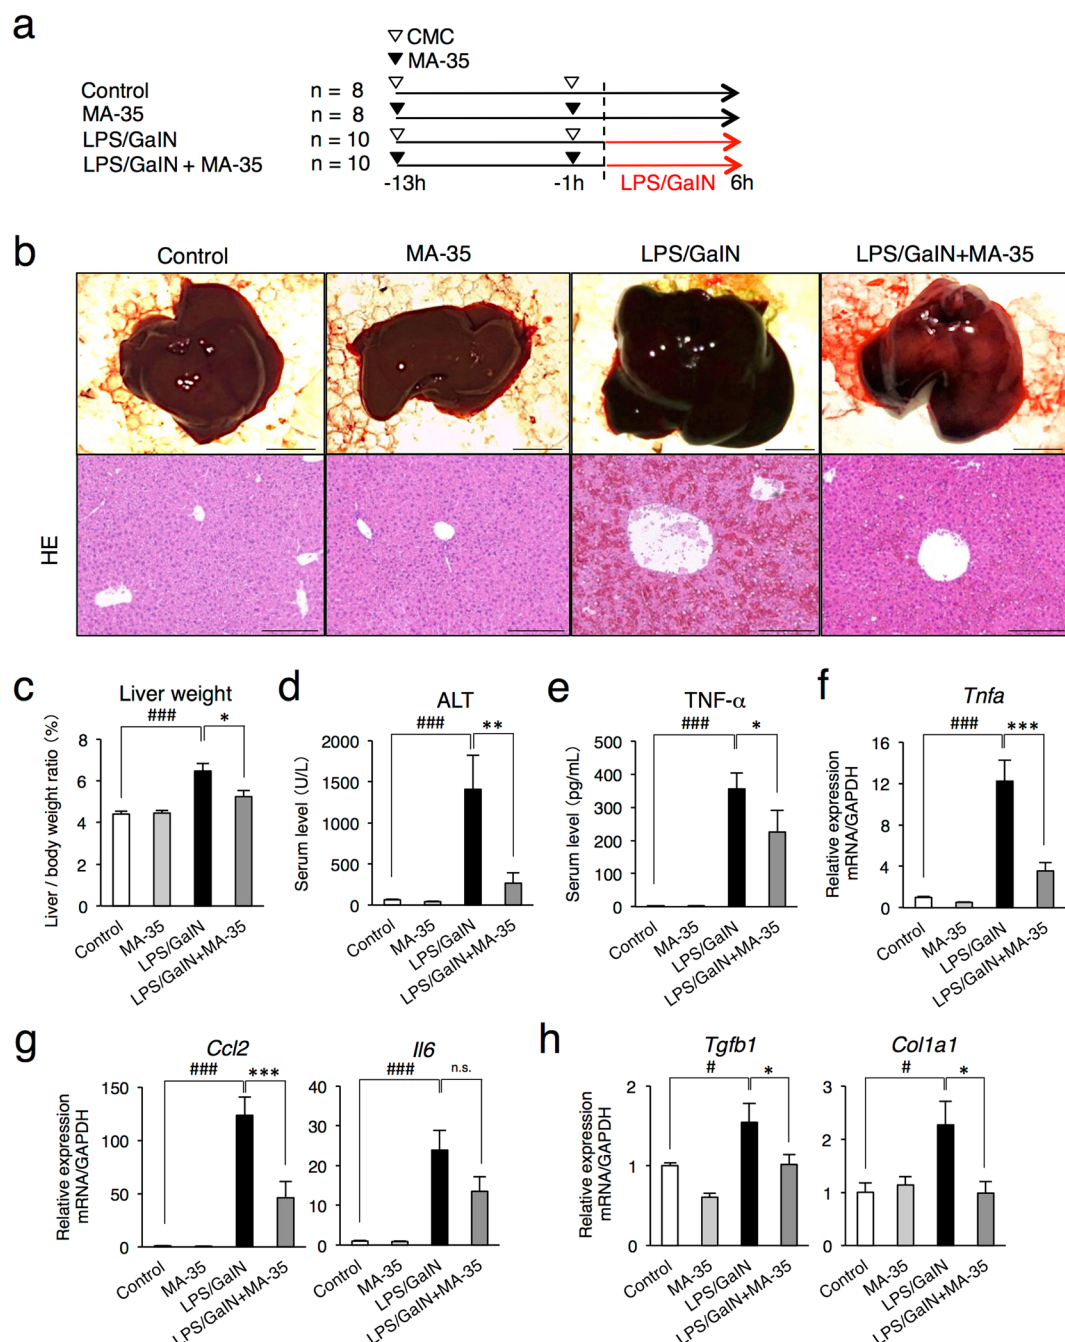 a
▽ CMC
▼ MA-35
Control n = 8
MA-35 n = 8
LPS/GalN n = 10
LPS/GalN + MA-35 n = 10
-13h -1h LPS/GalN 6h
b
Control MA-35 LPS/GalN LPS/GalN+MA-35
HE
c
Liver weight
### *
Liver / body weight ratio (%)
8
6
4
2
0
Control
MA-35
LPS/GalN
LPS/GalN+MA-35
d
ALT
### **
Serum level (U/L)
2000
1500
1000
500
0
Control
MA-35
LPS/GalN
LPS/GalN+MA-35
e
TNF-α
### *
Serum level (pg/mL)
500
400
300
200
100
0
Control
MA-35
LPS/GalN
LPS/GalN+MA-35
f
Tnfa
### ***
Relative expression
mRNA/GAPDH
16
12
8
4
0
Control
MA-35
LPS/GalN
LPS/GalN+MA-35
g
Ccl2
### ***
Relative expression
mRNA/GAPDH
150
100
50
0
Control
MA-35
LPS/GalN
LPS/GalN+MA-35
Il6
### n.s.
40
30
20
10
0
Control
MA-35
LPS/GalN
LPS/GalN+MA-35
h
Tgfb1
# *
Relative expression
mRNA/GAPDH
2
1
0
Control
MA-35
LPS/GalN
LPS/GalN+MA-35
Col1a1
# *
3
2
1
0
Control
MA-35
LPS/GalN
LPS/GalN+MA-35